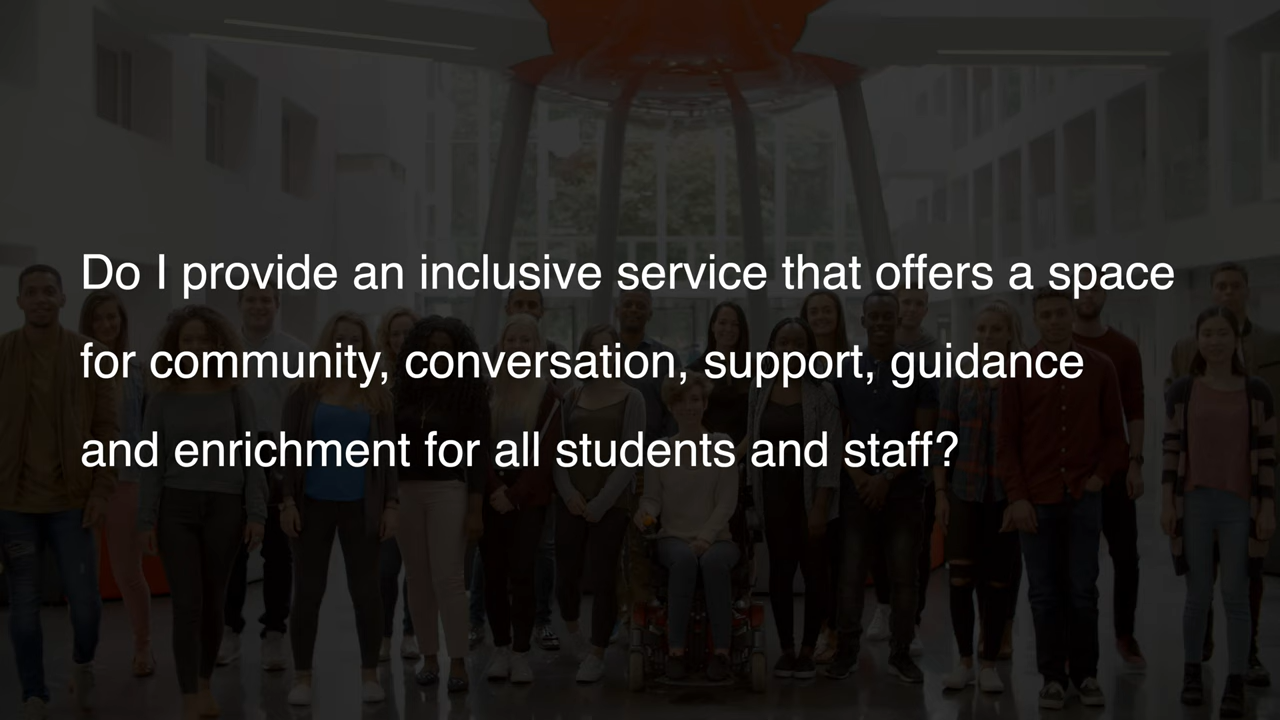 Do I provide an inclusive service that offers a space
for community, conversation, support, guidance
and enrichment for all students and staff?